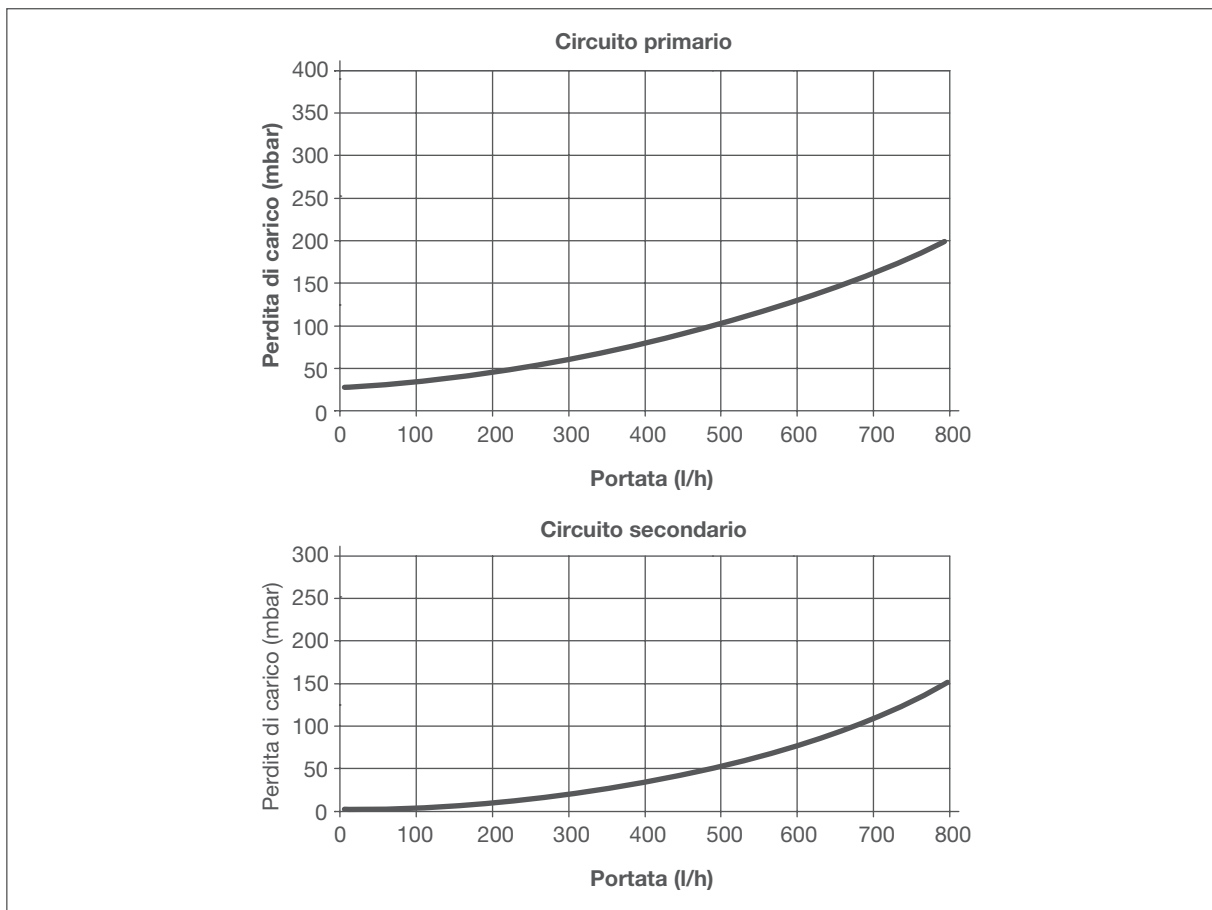 Circuito primario
Perdita di carico (mbar)
400
350
300
250
200
150
100
50
0
0 100 200 300 400 500 600 700 800
Portata (l/h)
Circuito secondario
Perdita di carico (mbar)
300
250
200
150
100
50
0
0 100 200 300 400 500 600 700 800
Portata (l/h)